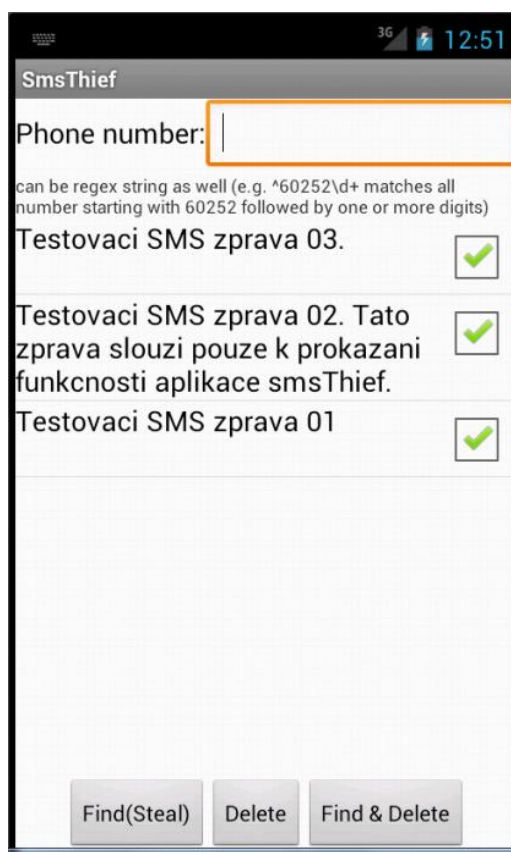 3G 12:51
SmsThief
Phone number:
can be regex string as well (e.g. ^60252\d+ matches all
number starting with 60252 followed by one or more digits)
Testovaci SMS zprava 03.
Testovaci SMS zprava 02. Tato
zprava slouzi pouze k prokazani
funkcnosti aplikace smsThief.
Testovaci SMS zprava 01
Find(Steal) Delete Find & Delete